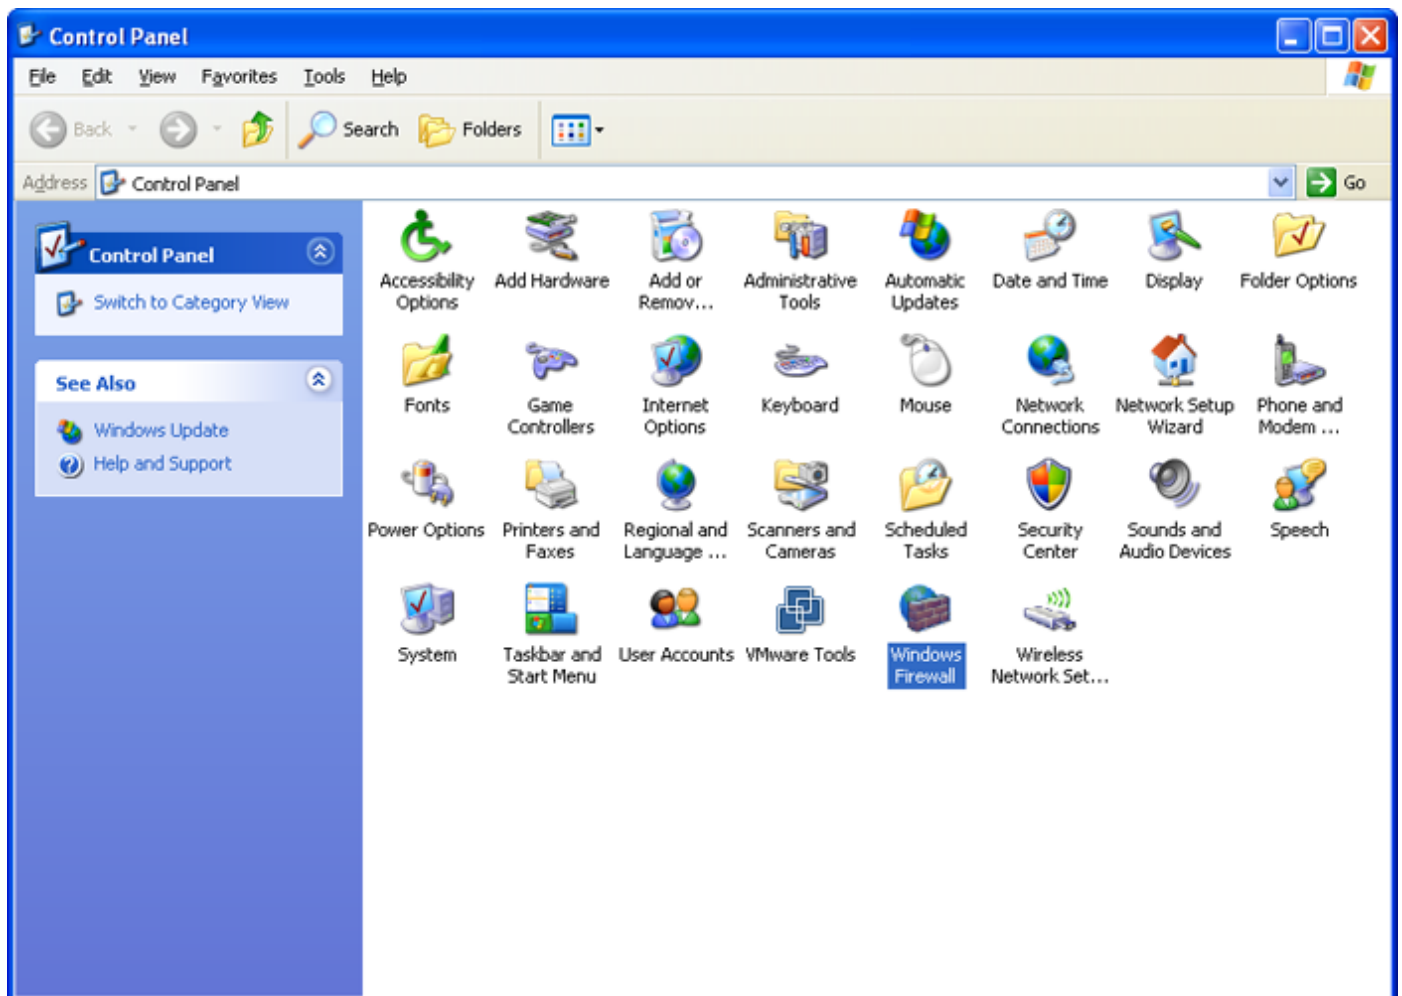 Control Panel
File Edit View Favorites Tools Help
Back Search Folders
Address Control Panel Go
Control Panel
Switch to Category View
See Also
Windows Update
Help and Support
Accessibility Options
Add Hardware
Add or Remov...
Administrative Tools
Automatic Updates
Date and Time
Display
Folder Options
Fonts
Game Controllers
Internet Options
Keyboard
Mouse
Network Connections
Network Setup Wizard
Phone and Modem ...
Power Options
Printers and Faxes
Regional and Language ...
Scanners and Cameras
Scheduled Tasks
Security Center
Sounds and Audio Devices
Speech
System
Taskbar and Start Menu
User Accounts
VMware Tools
Windows Firewall
Wireless Network Set...